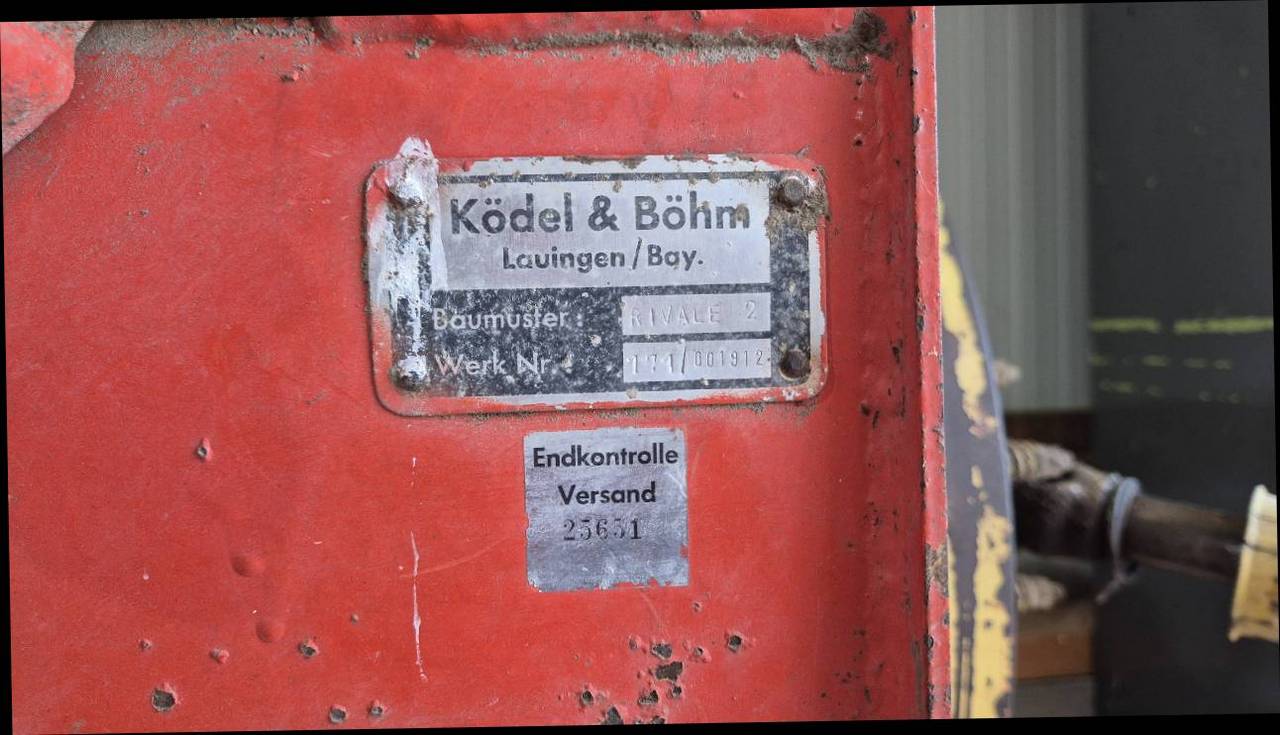 Ködel & Böhm
Lauingen/Bay.
Baumuster: RIVALE 2
Werk Nr.: 171/001912
Endkontrolle
Versand
25651